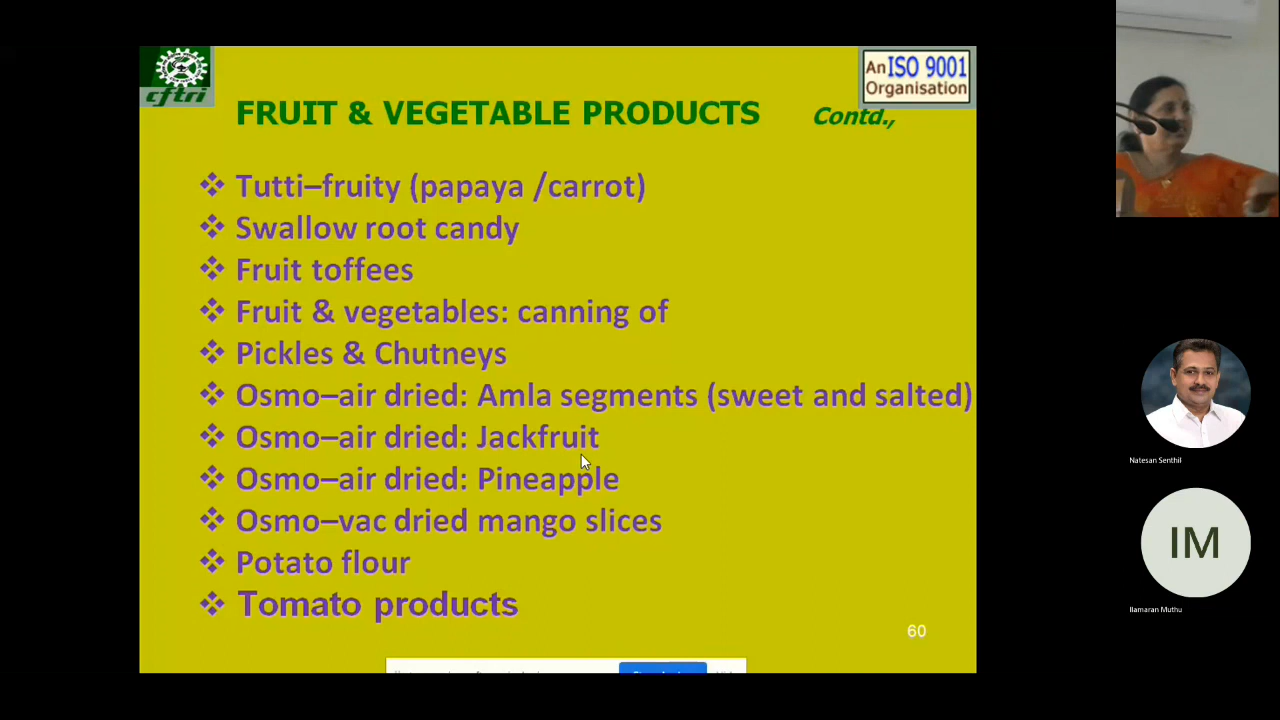 cftri
An ISO 9001
Organisation
FRUIT & VEGETABLE PRODUCTS Contd.,
❖ Tutti–fruity (papaya /carrot)
❖ Swallow root candy
❖ Fruit toffees
❖ Fruit & vegetables: canning of
❖ Pickles & Chutneys
❖ Osmo–air dried: Amla segments (sweet and salted)
❖ Osmo–air dried: Jackfruit
❖ Osmo–air dried: Pineapple
❖ Osmo–vac dried mango slices
❖ Potato flour
❖ Tomato products
60
Natesan Senthil
IM
Ilamaran Muthu